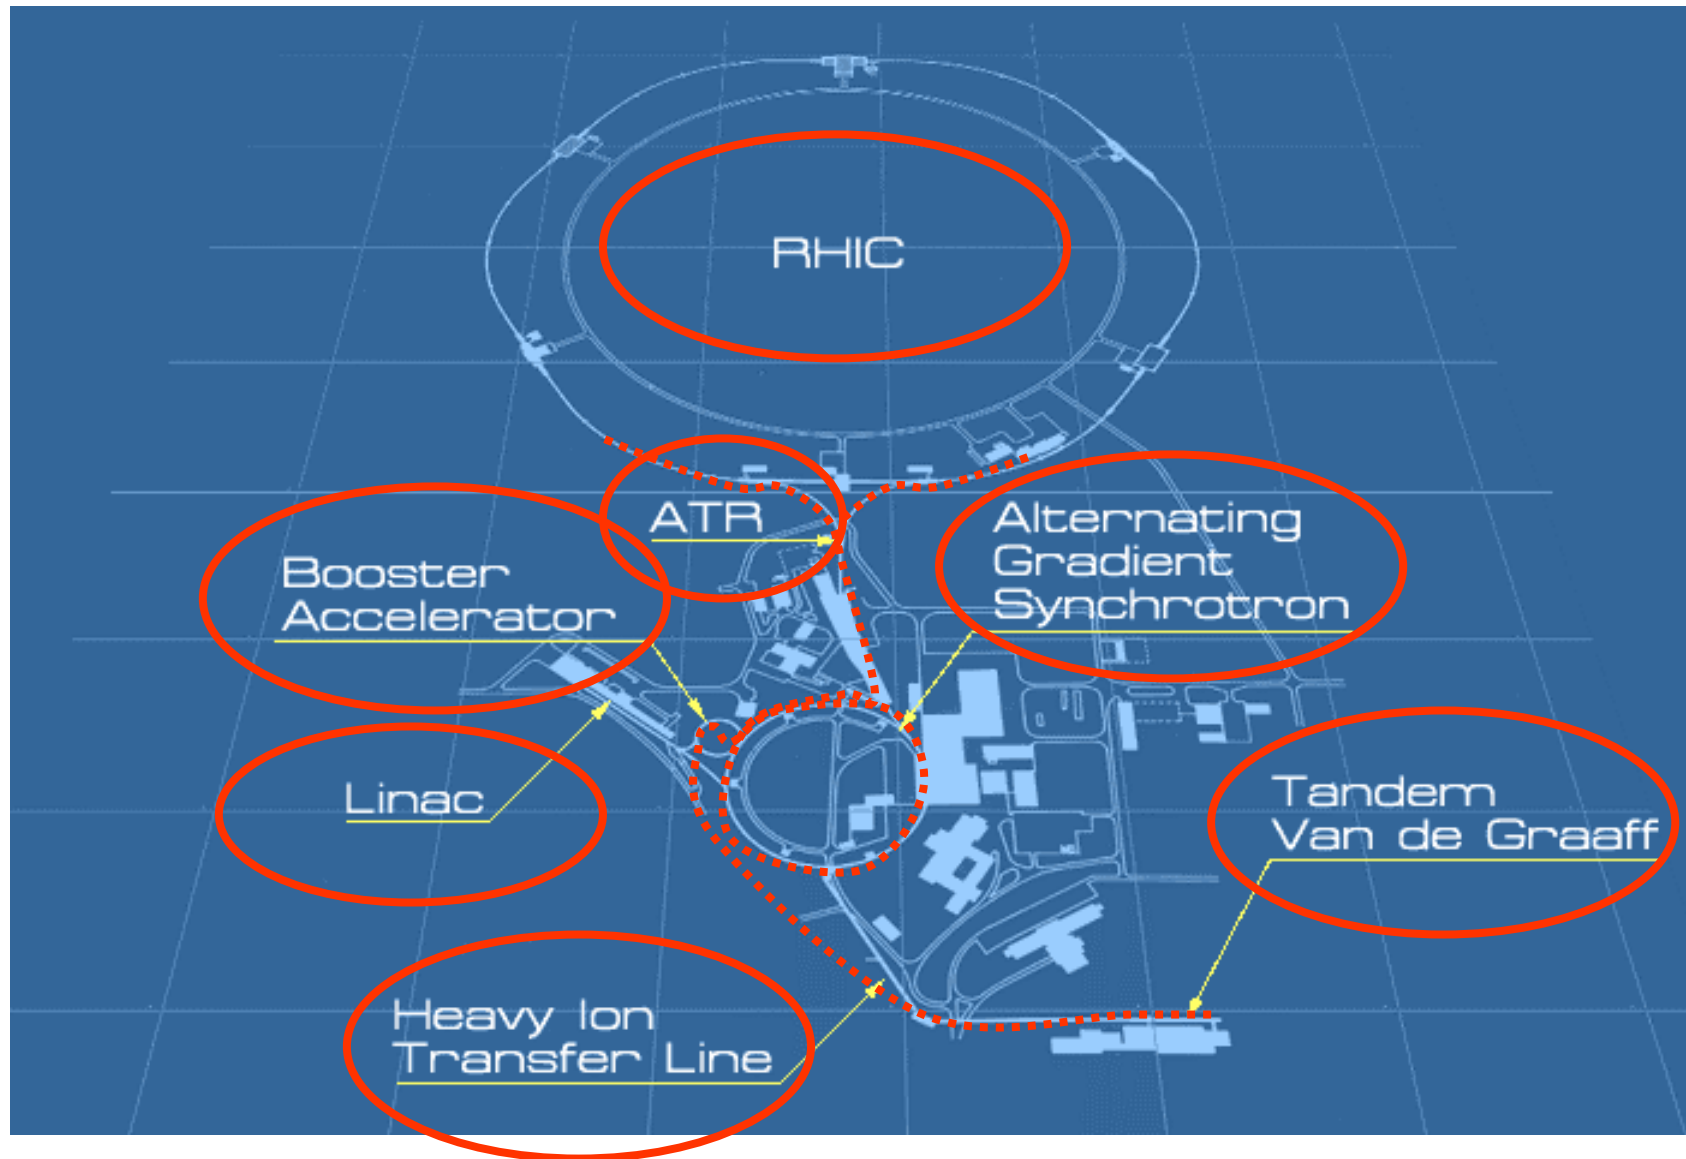 RHIC
ATR
Alternating
Gradient
Synchrotron
Booster
Accelerator
Linac
Tandem
Van de Graaff
Heavy Ion
Transfer Line